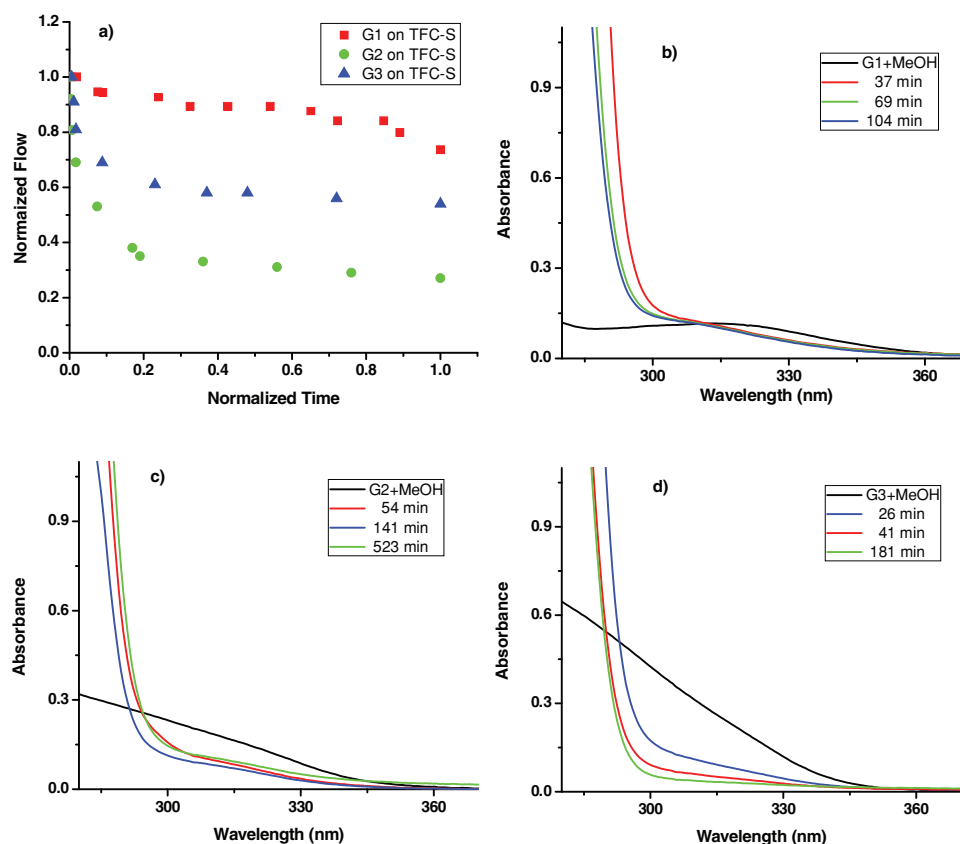 a)
G1 on TFC-S
G2 on TFC-S
G3 on TFC-S
1.2
1.0
0.8
0.6
0.4
0.2
0.0
Normaized Flow
0.0 0.2 0.4 0.6 0.8 1.0
Normalized Time
b)
G1+MeOH
37 min
69 min
104 min
0.9
0.6
0.3
0.0
Absorbance
300 330 360
Wavelength (nm)
c)
G2+MeOH
54 min
141 min
523 min
0.9
0.6
0.3
0.0
Absorbance
300 330 360
Wavelength (nm)
d)
G3+MeOH
26 min
41 min
181 min
0.9
0.6
0.3
0.0
Absorbance
300 330 360
Wavelength (nm)